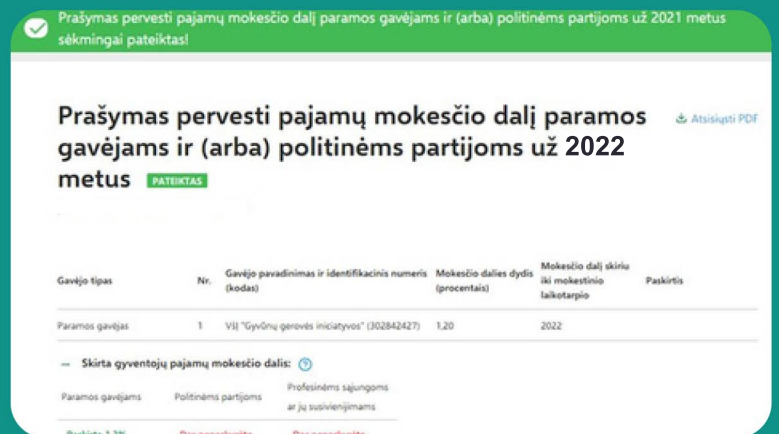 Prašymas pervesti pajamų mokesčio dalį paramos gavėjams ir (arba) politinėms partijoms už 2021 metus
sėkmingai pateiktas!
Prašymas pervesti pajamų mokesčio dalį paramos
Atsisiųsti PDF
gavėjams ir (arba) politinėms partijoms už 2022
metus PATEIKTAS
Gavėjo tipas Nr. Gavėjo pavadinimas ir identifikacinis numeris (kodas) Mokesčio dalies dydis (procentais) Mokesčio dalį skiriu iki mokestinio laikotarpio Paskirtis
Paramos gavėjas 1 VšĮ "Gyvūnų gerovės iniciatyvos" (302842427) 1,20 2022
Skirta gyventojų pajamų mokesčio dalis:
Paramos gavėjams Politinėms partijoms Profesinėms sąjungoms ar jų susivienijimams